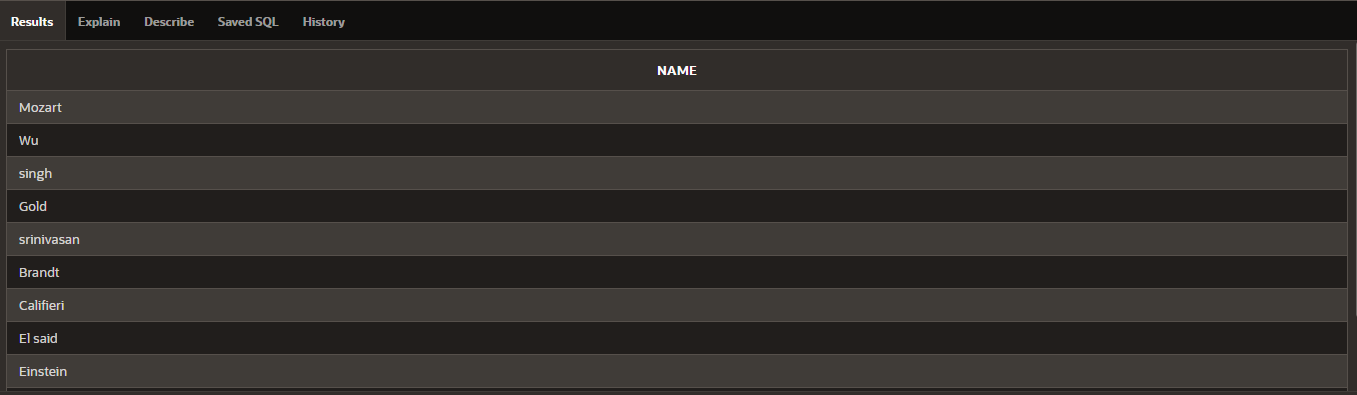 Results Explain Describe Saved SQL History
NAME
Mozart
Wu
singh
Gold
srinivasan
Brandt
Califieri
El said
Einstein